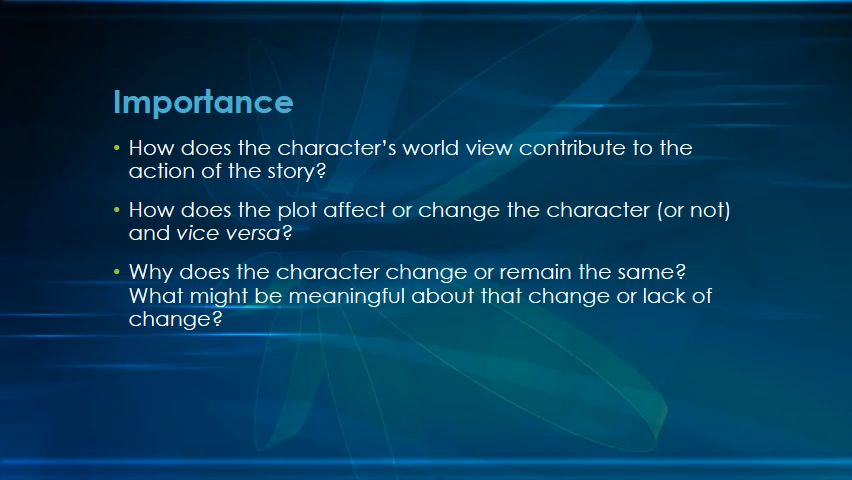 Importance
• How does the character’s world view contribute to the
action of the story?
• How does the plot affect or change the character (or not)
and vice versa?
• Why does the character change or remain the same?
What might be meaningful about that change or lack of
change?